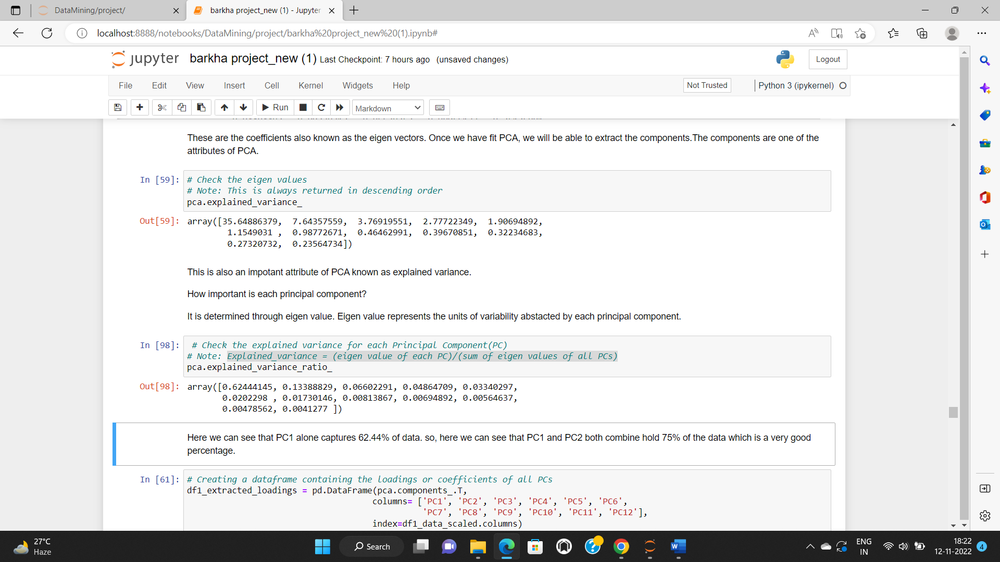 DataMining/project/
barkha project_new (1) - Jupyter
localhost:8888/notebooks/DataMining/project/barkha%20project_new%20(1).ipynb#
jupyter barkha project_new (1) Last Checkpoint: 7 hours ago (unsaved changes)
Logout
File Edit View Insert Cell Kernel Widgets Help
Not Trusted
Python 3 (ipykernel)
Run
Markdown
These are the coefficients also known as the eigen vectors. Once we have fit PCA, we will be able to extract the components.The components are one of the
attributes of PCA.
In [59]: # Check the eigen values
# Note: This is always returned in descending order
pca.explained_variance_
Out[59]: array([35.64886379, 7.64357559, 3.76919551, 2.77722349, 1.90694892,
1.1549031 , 0.98772671, 0.46462991, 0.39670851, 0.32234683,
0.27320732, 0.23564734])
This is also an impotant attribute of PCA known as explained variance.
How important is each principal component?
It is determined through eigen value. Eigen value represents the units of variability abstacted by each principal component.
In [98]: # Check the explained variance for each Principal Component(PC)
# Note: Explained_variance = (eigen value of each PC)/(sum of eigen values of all PCs)
pca.explained_variance_ratio_
Out[98]: array([0.62444145, 0.13388829, 0.06602291, 0.04864709, 0.03340297,
0.0202298 , 0.01730146, 0.00813867, 0.00694892, 0.00564637,
0.00478562, 0.0041277 ])
Here we can see that PC1 alone captures 62.44% of data. so, here we can see that PC1 and PC2 both combine hold 75% of the data which is a very good
percentage.
In [61]: # Creating a dataframe containing the loadings or coefficients of all PCs
df1_extracted_loadings = pd.DataFrame(pca.components_.T,
columns= ['PC1', 'PC2', 'PC3', 'PC4', 'PC5', 'PC6',
'PC7', 'PC8', 'PC9', 'PC10', 'PC11', 'PC12'],
index=df1_data_scaled.columns)
27°C
Haze
Search
ENG
IN
18:22
12-11-2022
4